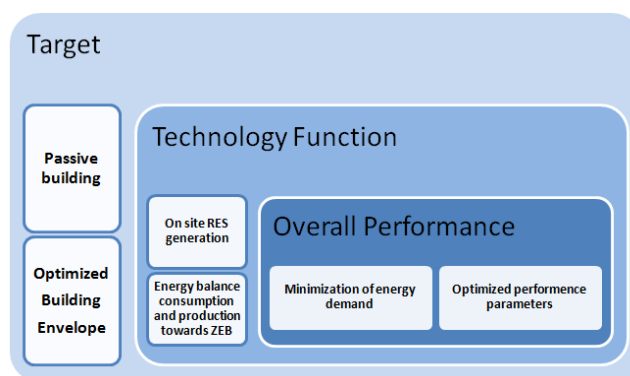 Target
Passive
building
Optimized
Building
Envelope
Technology Function
On site RES
generation
Energy balance
consumption
and production
towards ZEB
Overall Performance
Minimization of energy
demand
Optimized performence
parameters